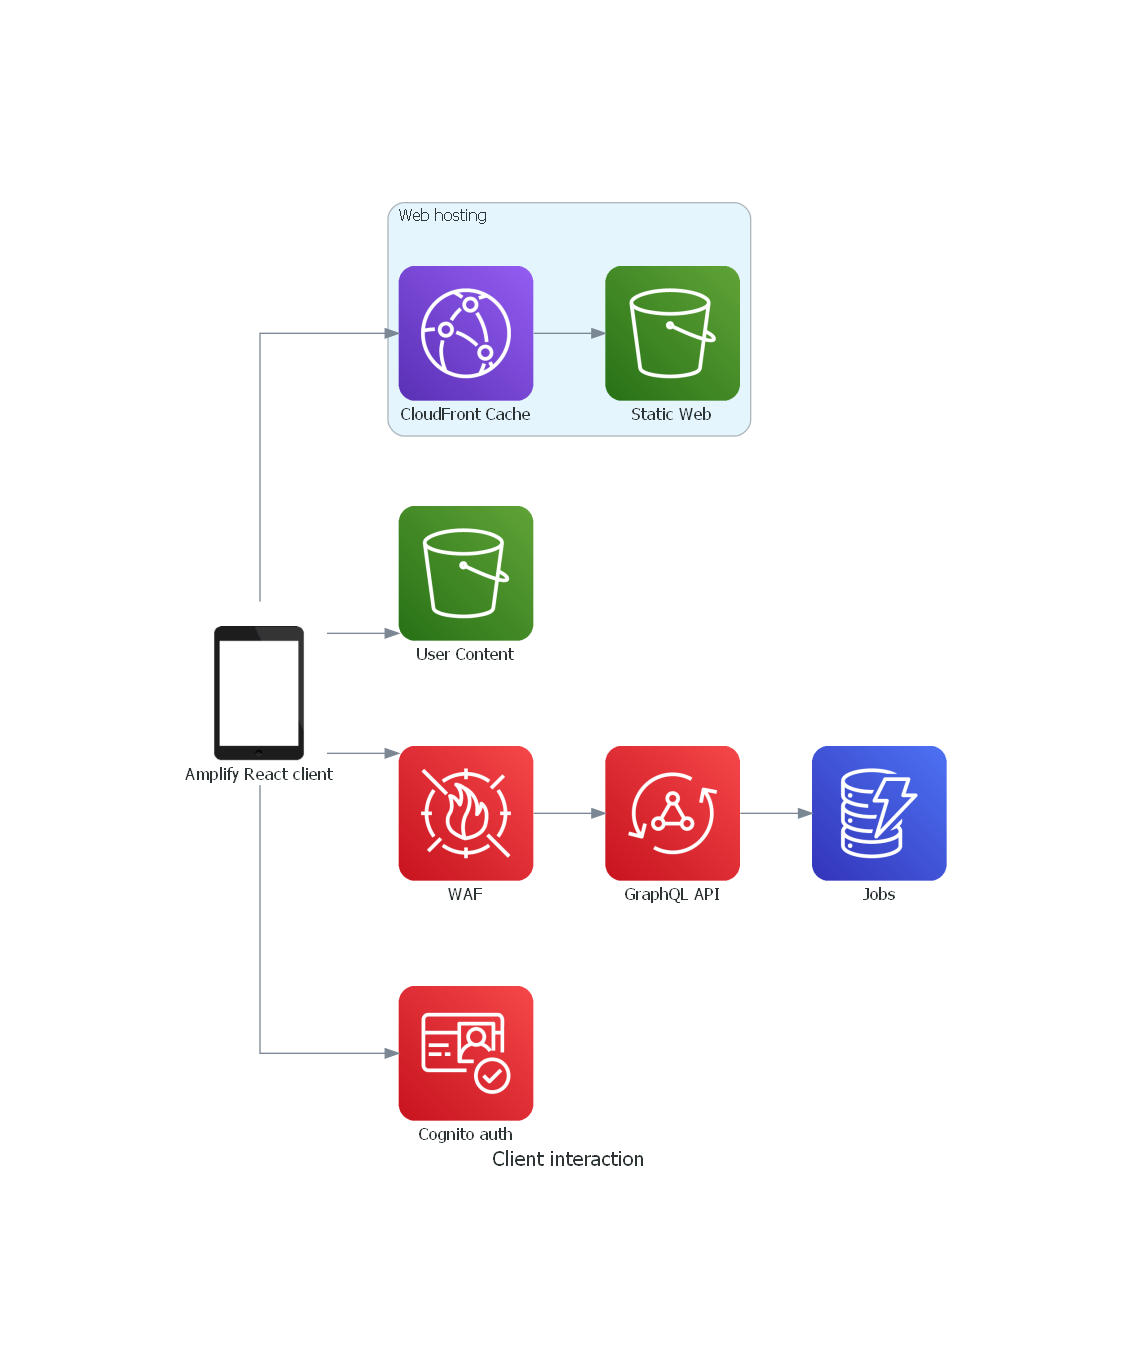 Web hosting
CloudFront Cache
Static Web
User Content
Amplify React client
WAF
GraphQL API
Jobs
Cognito auth
Client interaction